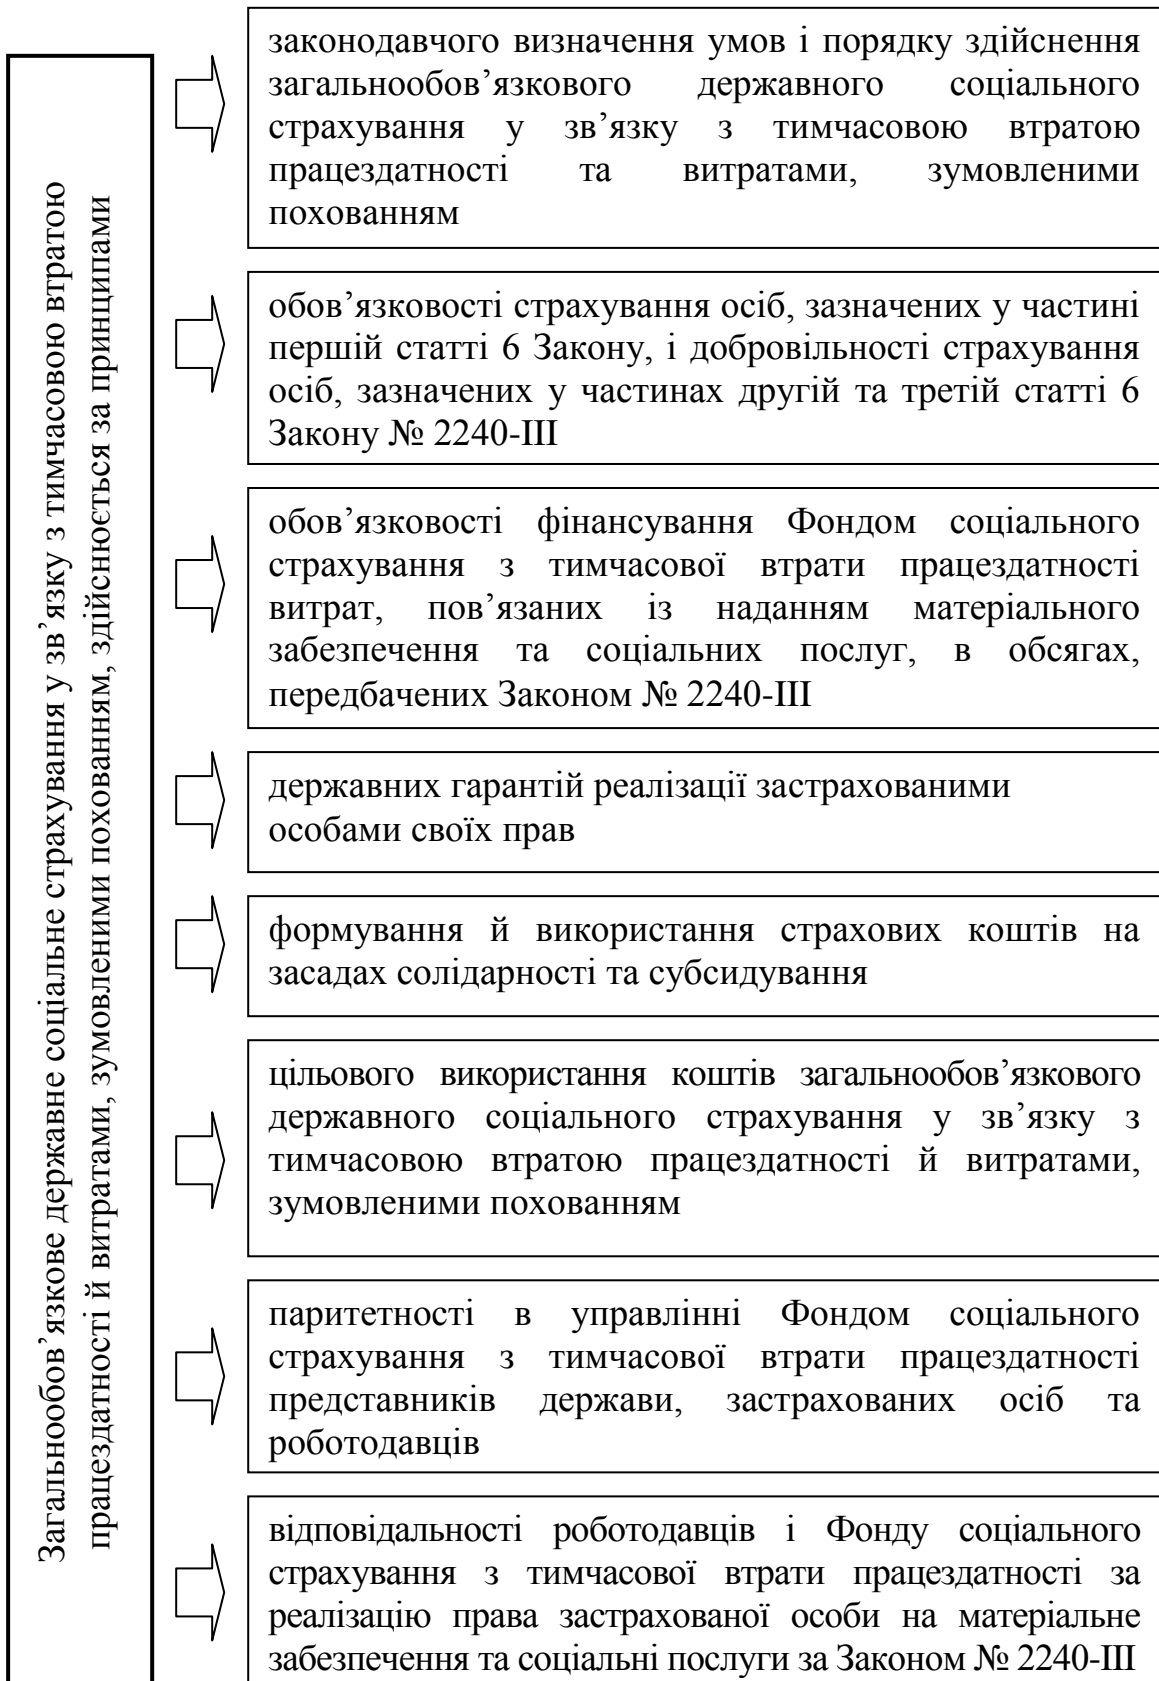 Загальнообов’язкове державне соціальне страхування у зв’язку з тимчасовою втратою
працездатності й витратами, зумовленими похованням, здійснюється за принципами
законодавчого визначення умов і порядку здійснення
загальнообов’язкового державного соціального
страхування у зв’язку з тимчасовою втратою
працездатності та витратами, зумовленими
похованням
обов’язковості страхування осіб, зазначених у частині
першій статті 6 Закону, і добровільності страхування
осіб, зазначених у частинах другій та третій статті 6
Закону № 2240-III
обов’язковості фінансування Фондом соціального
страхування з тимчасової втрати працездатності
витрат, пов’язаних із наданням матеріального
забезпечення та соціальних послуг, в обсягах,
передбачених Законом № 2240-III
державних гарантій реалізації застрахованими
особами своїх прав
формування й використання страхових коштів на
засадах солідарності та субсидування
цільового використання коштів загальнообов’язкового
державного соціального страхування у зв’язку з
тимчасовою втратою працездатності й витратами,
зумовленими похованням
паритетності в управлінні Фондом соціального
страхування з тимчасової втрати працездатності
представників держави, застрахованих осіб та
роботодавців
відповідальності роботодавців і Фонду соціального
страхування з тимчасової втрати працездатності за
реалізацію права застрахованої особи на матеріальне
забезпечення та соціальні послуги за Законом № 2240-III